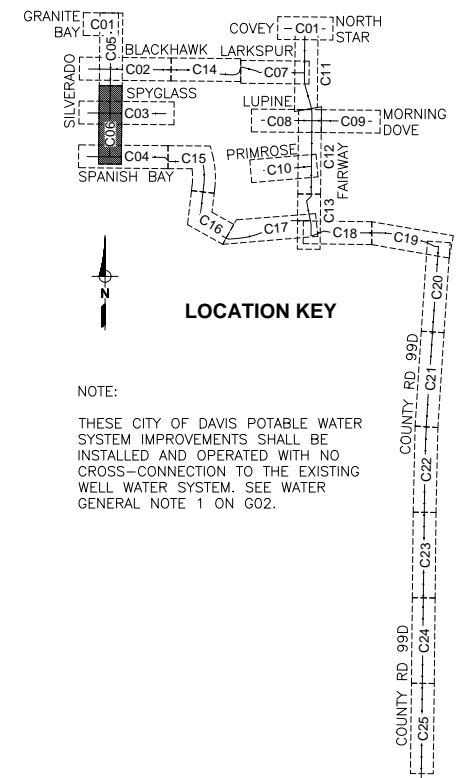 GRANITE
BAY
C01
COVEY
C01
NORTH
STAR
C05
BLACKHAWK
LARKSPUR
C11
SILVERADO
C02
C14
C07
SPYGLASS
C03
C06
LUPINE
C08
C09
MORNING
DOVE
C04
C15
SPANISH BAY
PRIMROSE
C10
C12
FAIRWAY
C13
C16
C17
C18
C19
N
LOCATION KEY
C20
COUNTY RD 99D
C21
NOTE:
THESE CITY OF DAVIS POTABLE WATER
SYSTEM IMPROVEMENTS SHALL BE
INSTALLED AND OPERATED WITH NO
CROSS-CONNECTION TO THE EXISTING
WELL WATER SYSTEM. SEE WATER
GENERAL NOTE 1 ON G02.
C22
C23
COUNTY RD 99D
C24
C25